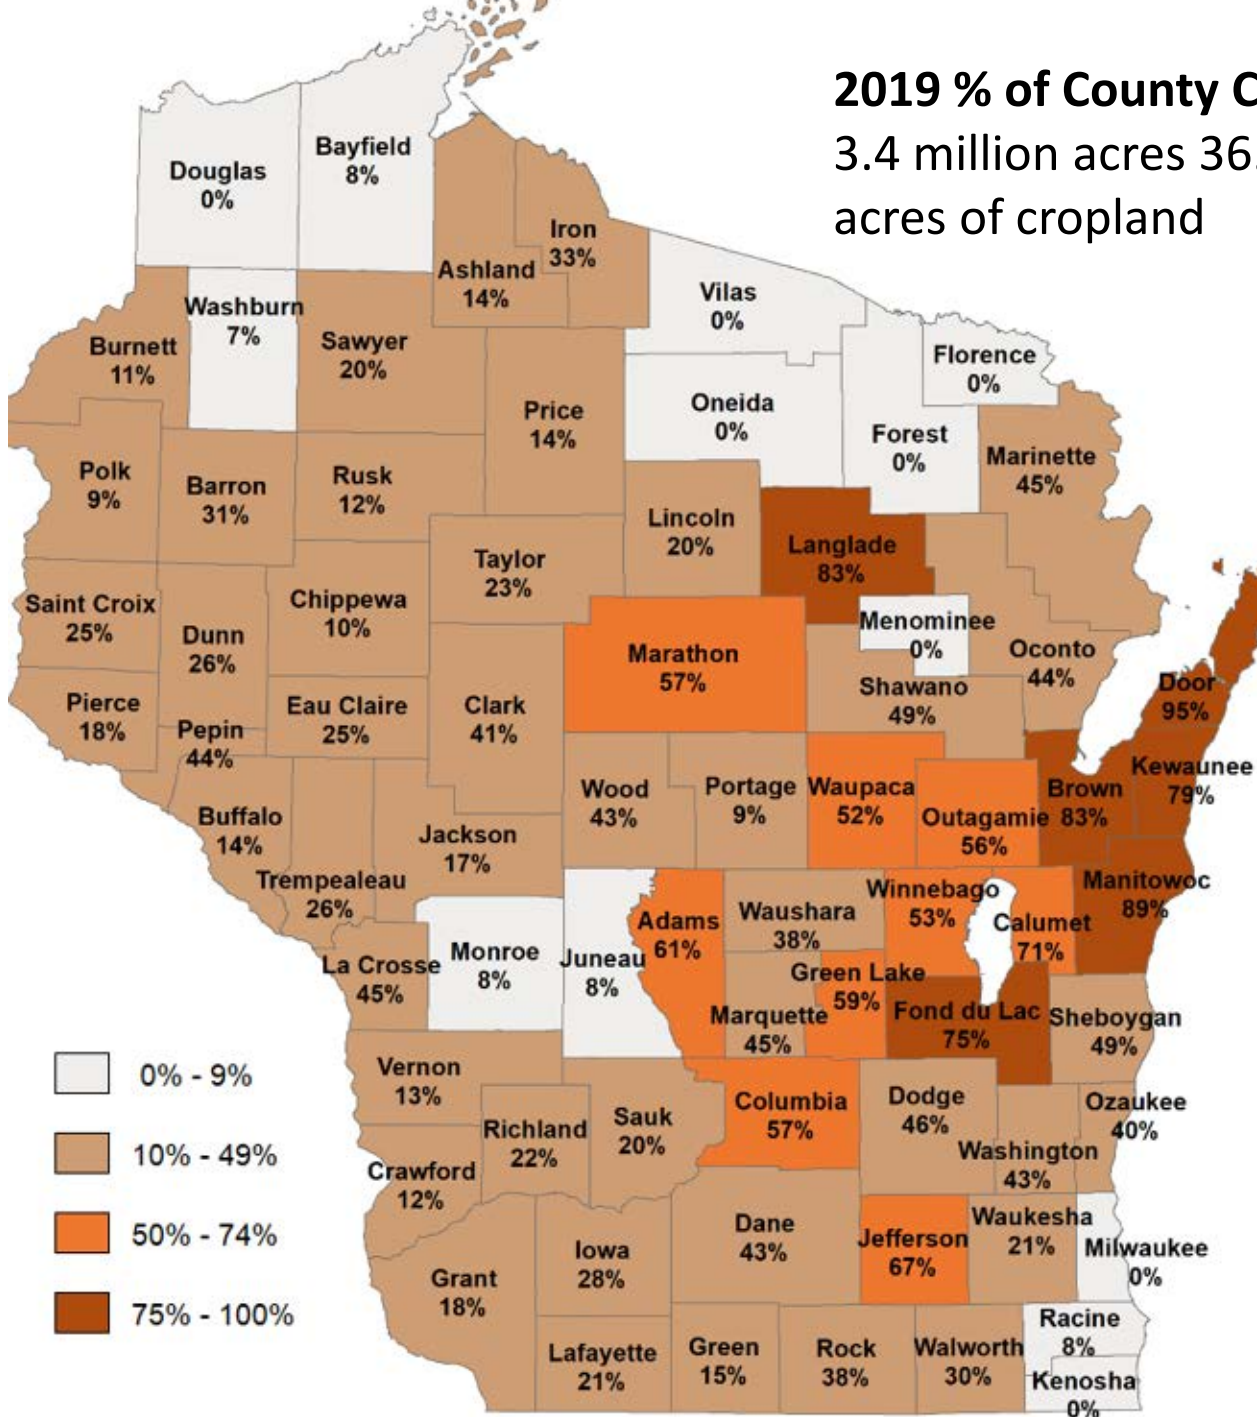 2019 % of County C
3.4 million acres 36.
acres of cropland
Douglas
0%
Bayfield
8%
Iron
33%
Ashland
14%
Vilas
0%
Washburn
7%
Burnett
11%
Sawyer
20%
Florence
0%
Price
14%
Oneida
0%
Forest
0%
Marinette
45%
Polk
9%
Barron
31%
Rusk
12%
Lincoln
20%
Langlade
83%
Taylor
23%
Saint Croix
25%
Dunn
26%
Chippewa
10%
Menominee
0%
Marathon
57%
Oconto
44%
Shawano
49%
Door
95%
Pierce
18%
Pepin
44%
Eau Claire
25%
Clark
41%
Wood
43%
Portage
9%
Waupaca
52%
Outagamie
56%
Brown
83%
Kewaunee
79%
Buffalo
14%
Jackson
17%
Trempealeau
26%
Adams
61%
Waushara
38%
Winnebago
53%
Calumet
71%
Manitowoc
89%
La Crosse
45%
Monroe
8%
Juneau
8%
Green Lake
59%
Marquette
45%
Fond du Lac
75%
Sheboygan
49%
Vernon
13%
Richland
22%
Sauk
20%
Columbia
57%
Dodge
46%
Ozaukee
40%
Washington
43%
Crawford
12%
Dane
43%
Jefferson
67%
Waukesha
21%
Milwaukee
0%
Iowa
28%
Grant
18%
Lafayette
21%
Green
15%
Rock
38%
Walworth
30%
Racine
8%
Kenosha
0%
0% - 9%
10% - 49%
50% - 74%
75% - 100%